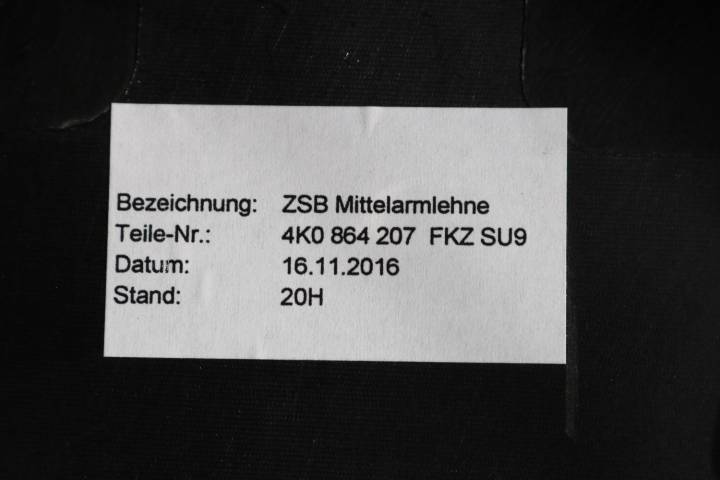 Bezeichnung: ZSB Mittelarmlehne
Teile-Nr.: 4K0 864 207 FKZ SU9
Datum: 16.11.2016
Stand: 20H